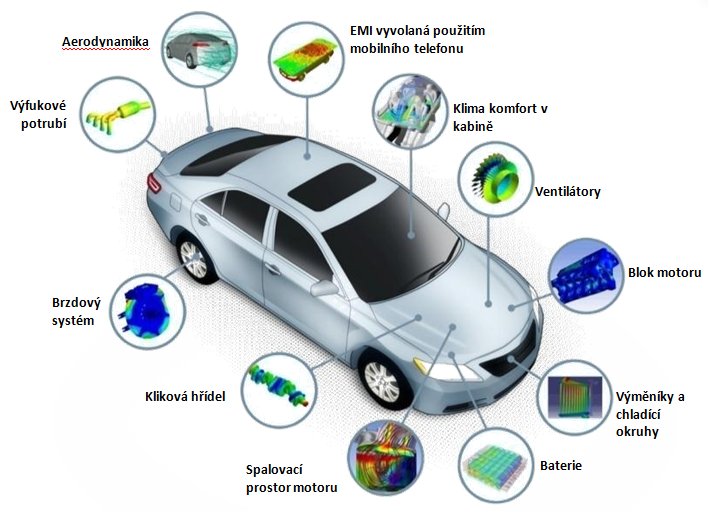 Aerodynamika
EMI vyvolaná použitím
mobilního telefonu
Výfukové
potrubí
Klima komfort v
kabině
Ventilátory
Blok motoru
Brzdový
systém
Kliková hřídel
Výměníky a
chladící
okruhy
Spalovací
prostor motoru
Baterie